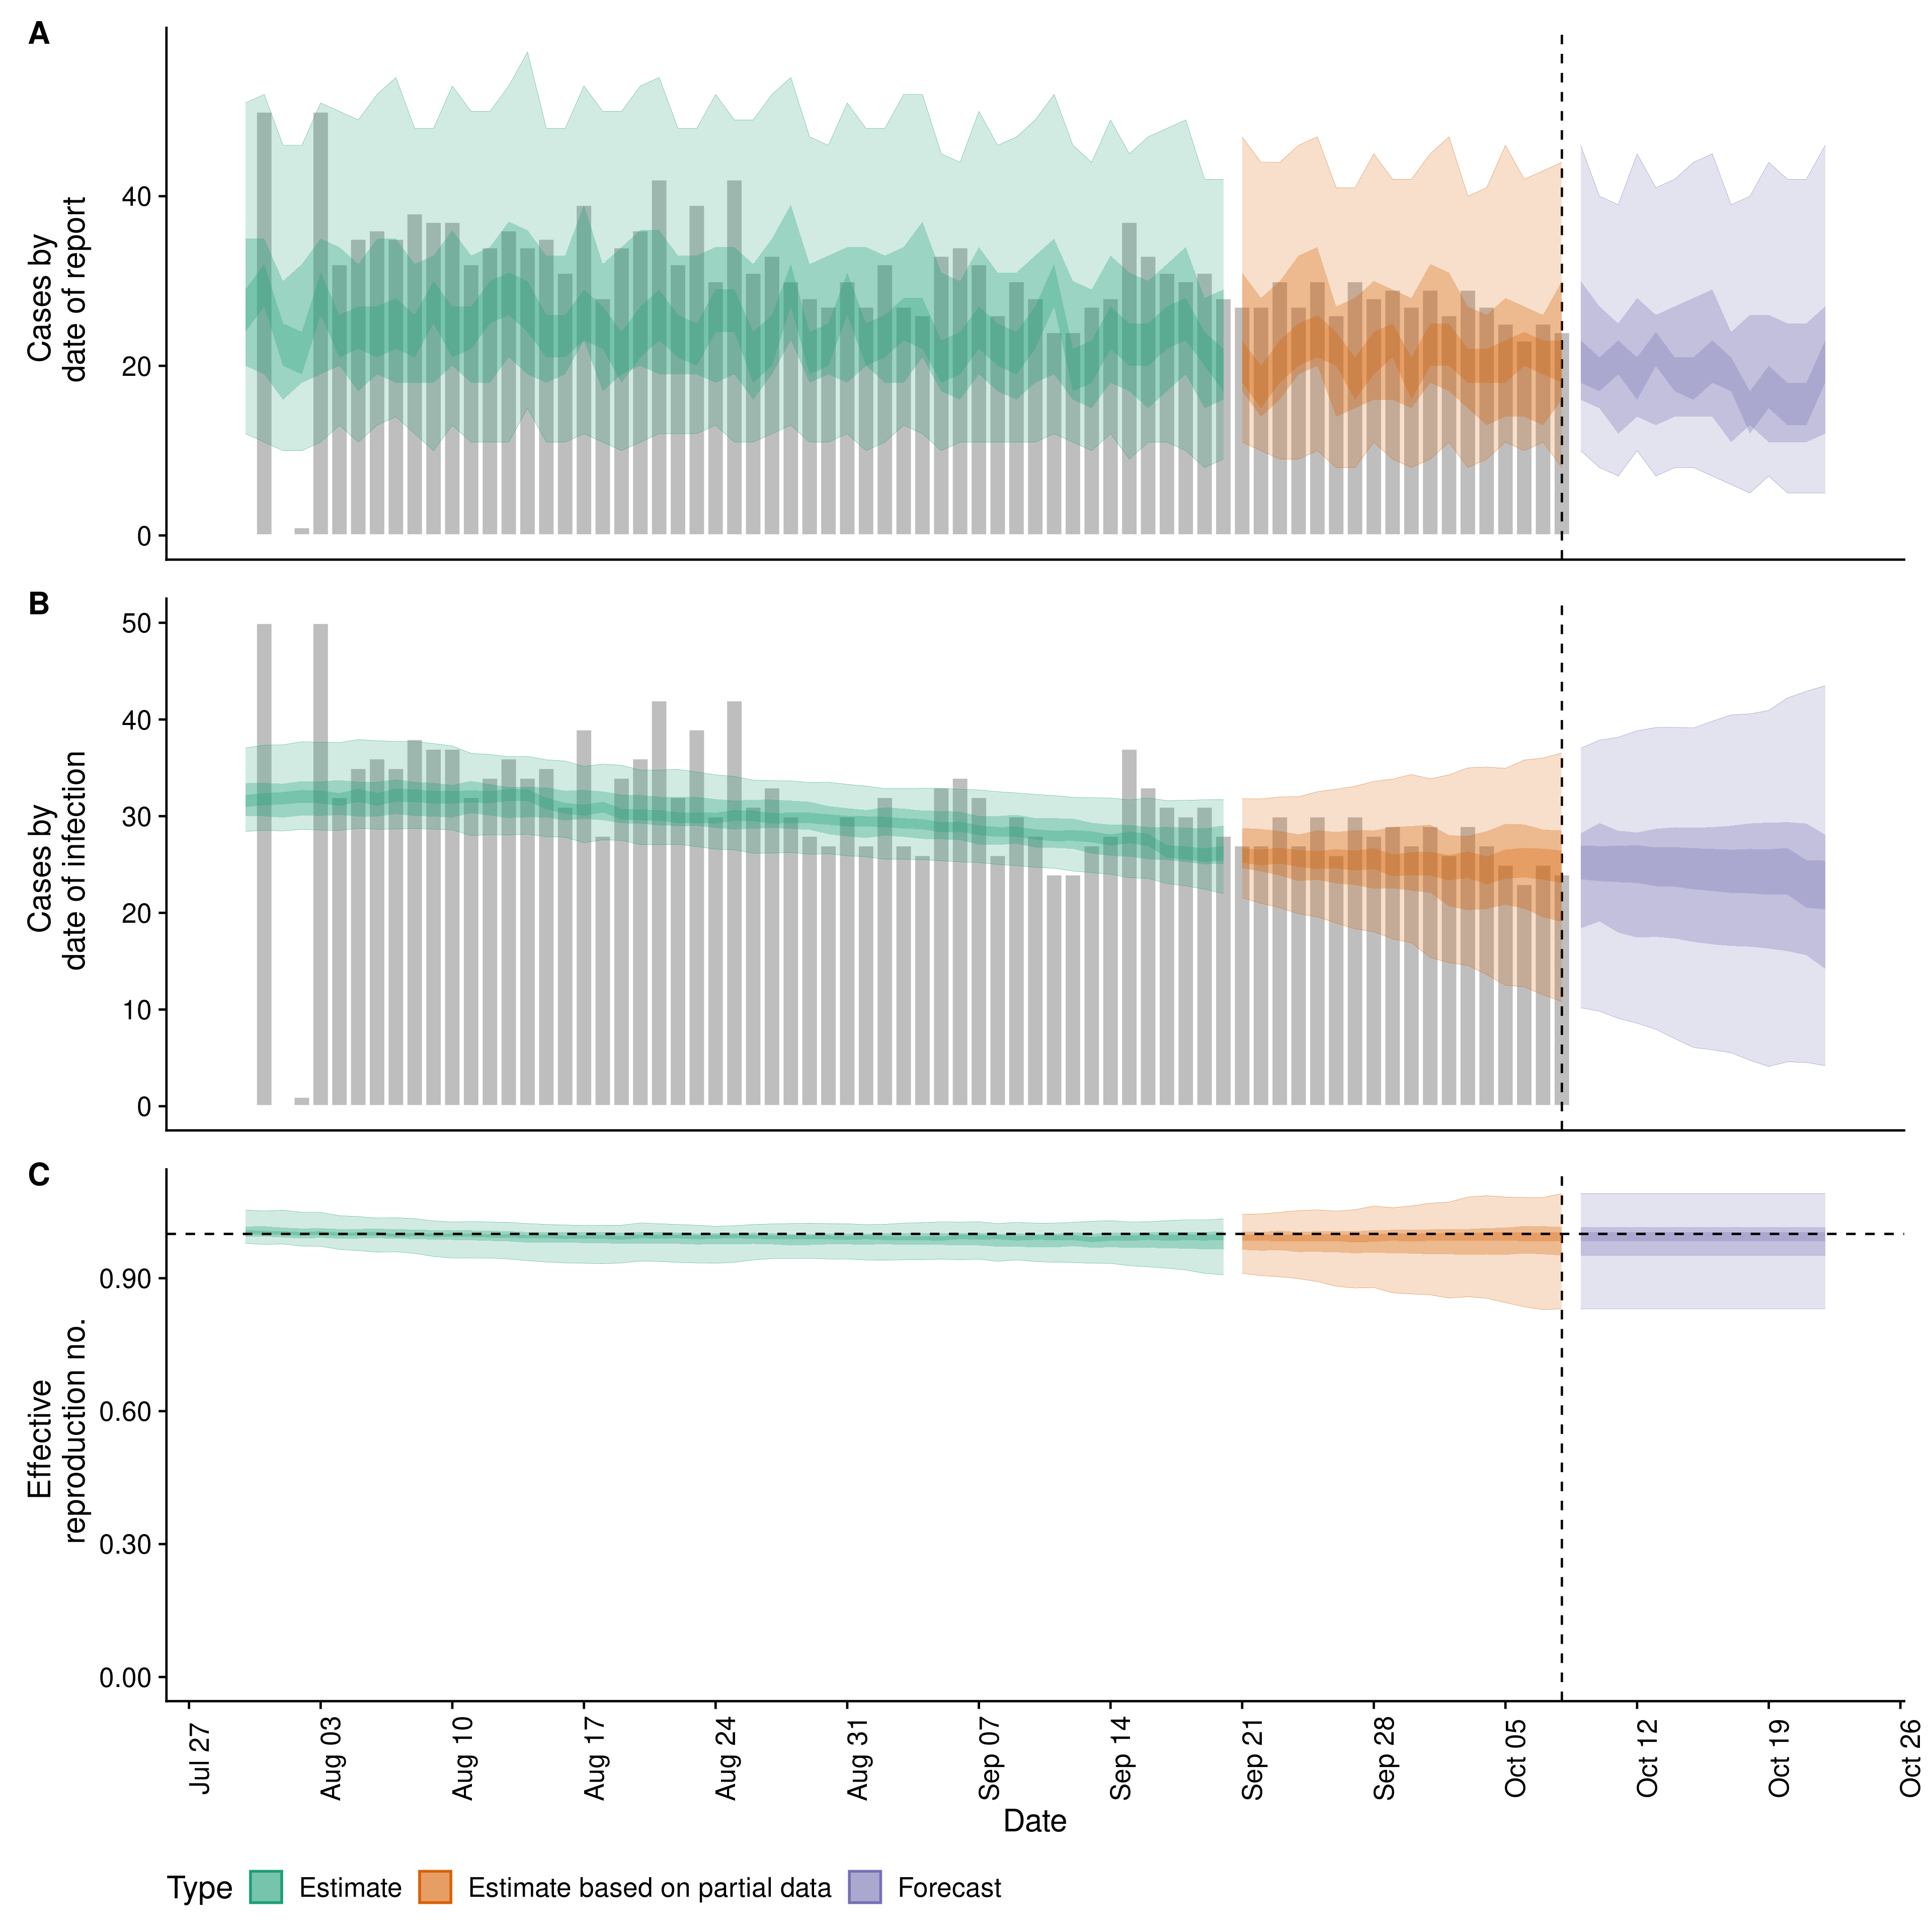 A
Cases by
date of report
40
20
0
B
Cases by
date of infection
50
40
30
20
10
0
C
Effective
reproduction no.
0.90
0.60
0.30
0.00
Jul 27
Aug 03
Aug 10
Aug 17
Aug 24
Aug 31
Sep 07
Sep 14
Sep 21
Sep 28
Oct 05
Oct 12
Oct 19
Oct 26
Date
Type Estimate Estimate based on partial data Forecast